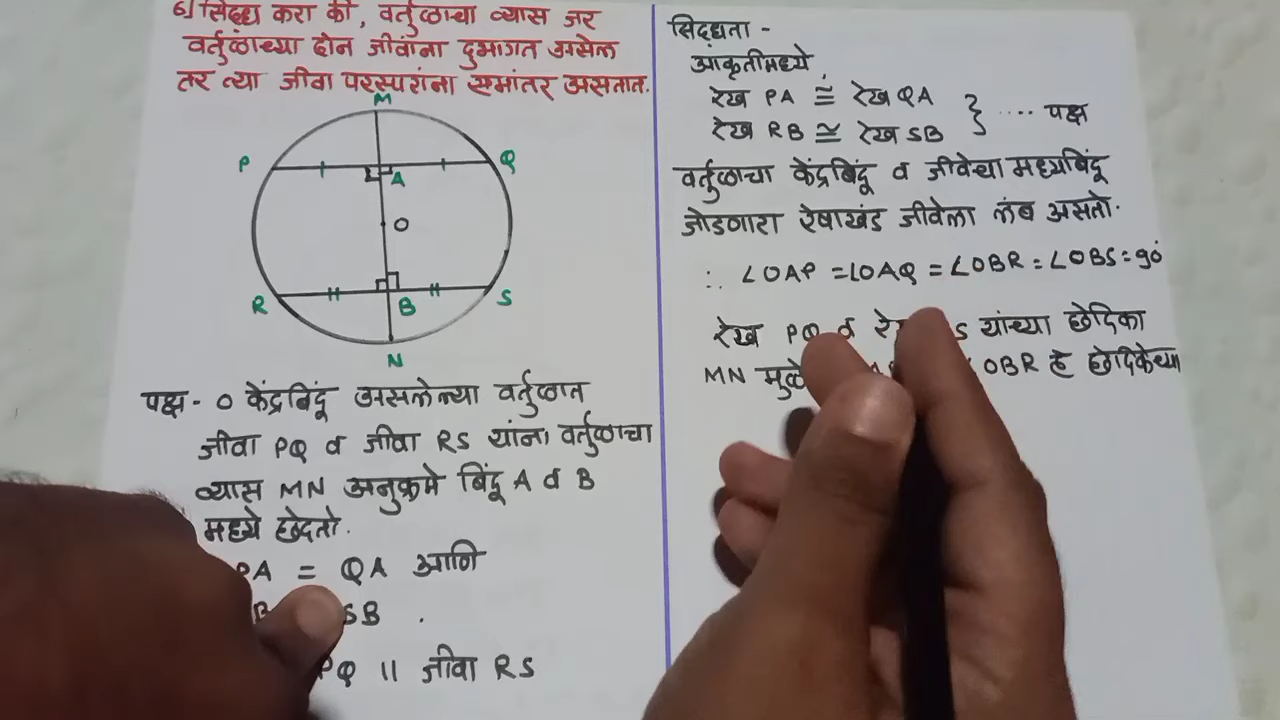 ६) सिद्ध करा की, वर्तुळाचा व्यास जर
वर्तुळाच्या दोन जीवांना दुभागत असेल
तर त्या जीवा परस्परांना समांतर असतात.
M
P
Q
A
O
R
B
S
N
पक्ष - O केंद्रबिंदू असलेल्या वर्तुळात
जीवा PQ व जीवा RS यांना वर्तुळाचा
व्यास MN अनुक्रमे बिंदू A व B
मध्ये छेदतो.
PA = QA आणि
SB .
PQ || जीवा RS
सिद्धता -
आकृतीमध्ये,
रेख PA ≅ रेख QA
रेख RB ≅ रेख SB } .... पक्ष
वर्तुळाचा केंद्रबिंदू व जीवेचा मध्यबिंदू
जोडणारा रेषाखंड जीवेला लंब असतो.
∴ ∠OAP = ∠OAQ = ∠OBR = ∠OBS = 90°
रेख PQ व S यांच्या छेदिका
MN मुळे OBR हे छेदिकेच्या